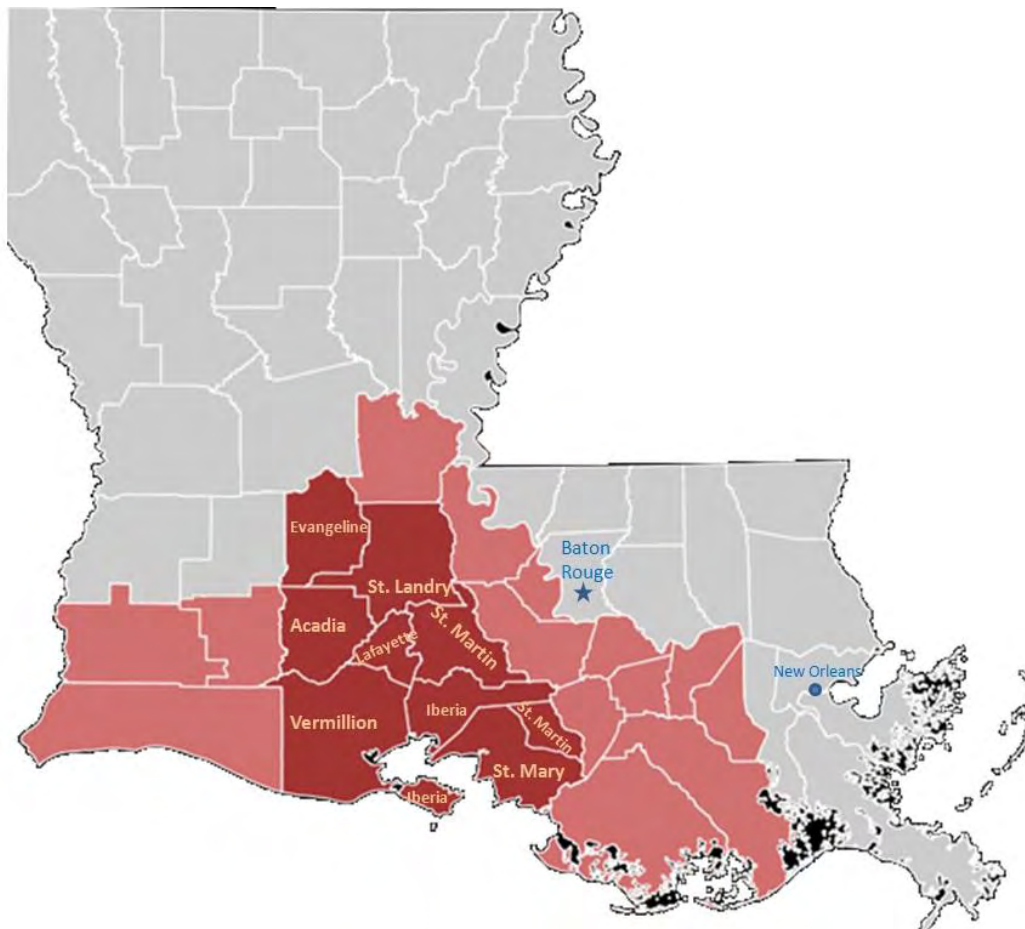 Evangeline
Baton
Rouge
St. Landry
Acadia
Lafayette
St. Martin
New Orleans
Vermillion
Iberia
St. Martin
St. Mary
Iberia